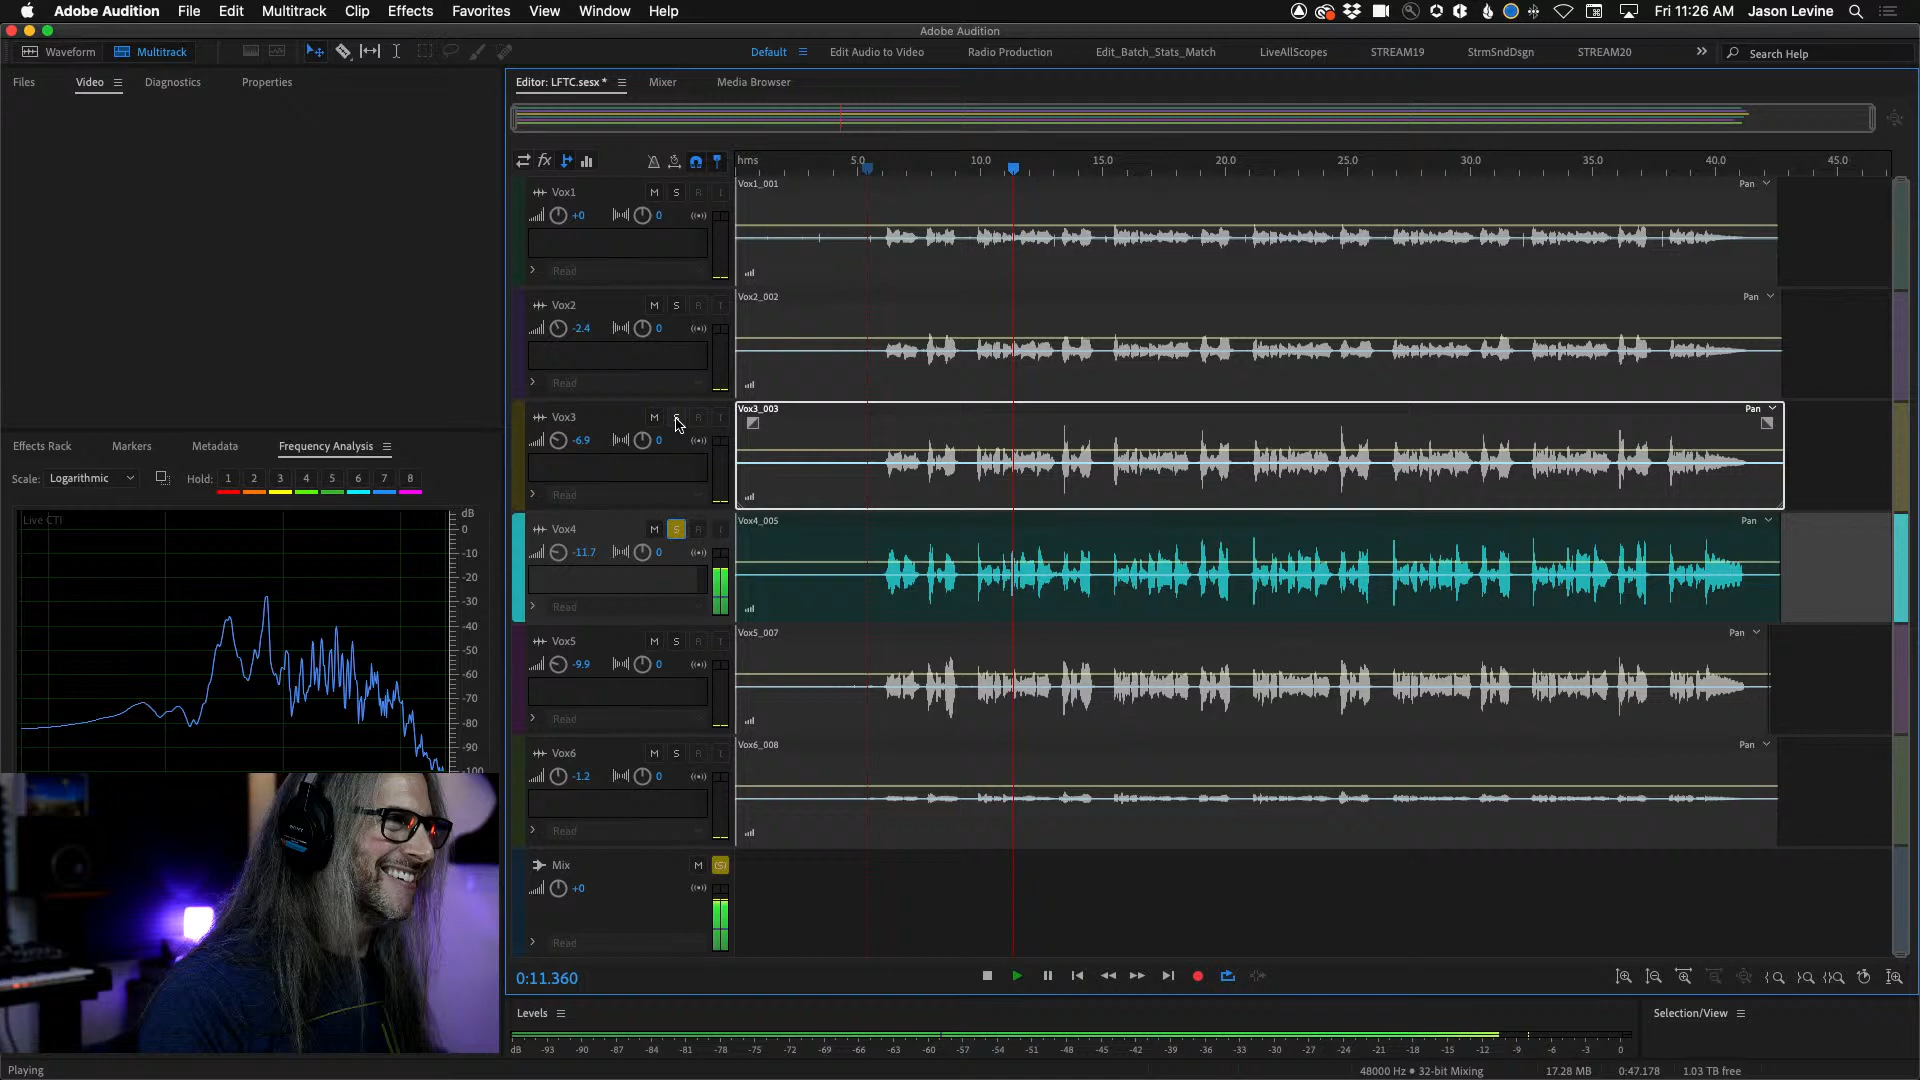 Adobe Audition File Edit Multitrack Clip Effects Favorites View Window Help Fri 11:26 AM Jason Levine
Adobe Audition
Waveform Multitrack Default Edit Audio to Video Radio Production Edit_Batch_Stats_Match LiveAllScopes STREAM19 StrmSndDsgn STREAM20 Search Help
Files Video Diagnostics Properties
Editor: LFTC.sesx * Mixer Media Browser
fx
hms 5.0 10.0 15.0 20.0 25.0 30.0 35.0 40.0 45.0
Vox1_001 Pan
Vox1 M S R I
+0 0
Read
Vox2_002 Pan
Vox2 M S R I
-2.4 0
Read
Vox3_003 Pan
Vox3 M S R I
-6.9 0
Read
Vox4_005 Pan
Vox4 M S R I
-11.7 0
Read
Vox5_007 Pan
Vox5 M S R I
-9.9 0
Read
Vox6_008 Pan
Vox6 M S R I
-1.2 0
Read
Mix M (S)
+0
Read
Effects Rack Markers Metadata Frequency Analysis
Scale: Logarithmic Hold: 1 2 3 4 5 6 7 8
Live CTI
dB
0
-10
-20
-30
-40
-50
-60
-70
-80
-90
-100
SONY
0:11.360
Levels
Selection/View
dB -93 -90 -87 -84 -81 -78 -75 -72 -69 -66 -63 -60 -57 -54 -51 -48 -45 -42 -39 -36 -33 -30 -27 -24 -21 -18 -15 -12 -9 -6 -3 0
Playing
48000 Hz • 32-bit Mixing 17.28 MB 0:47.178 1.03 TB free